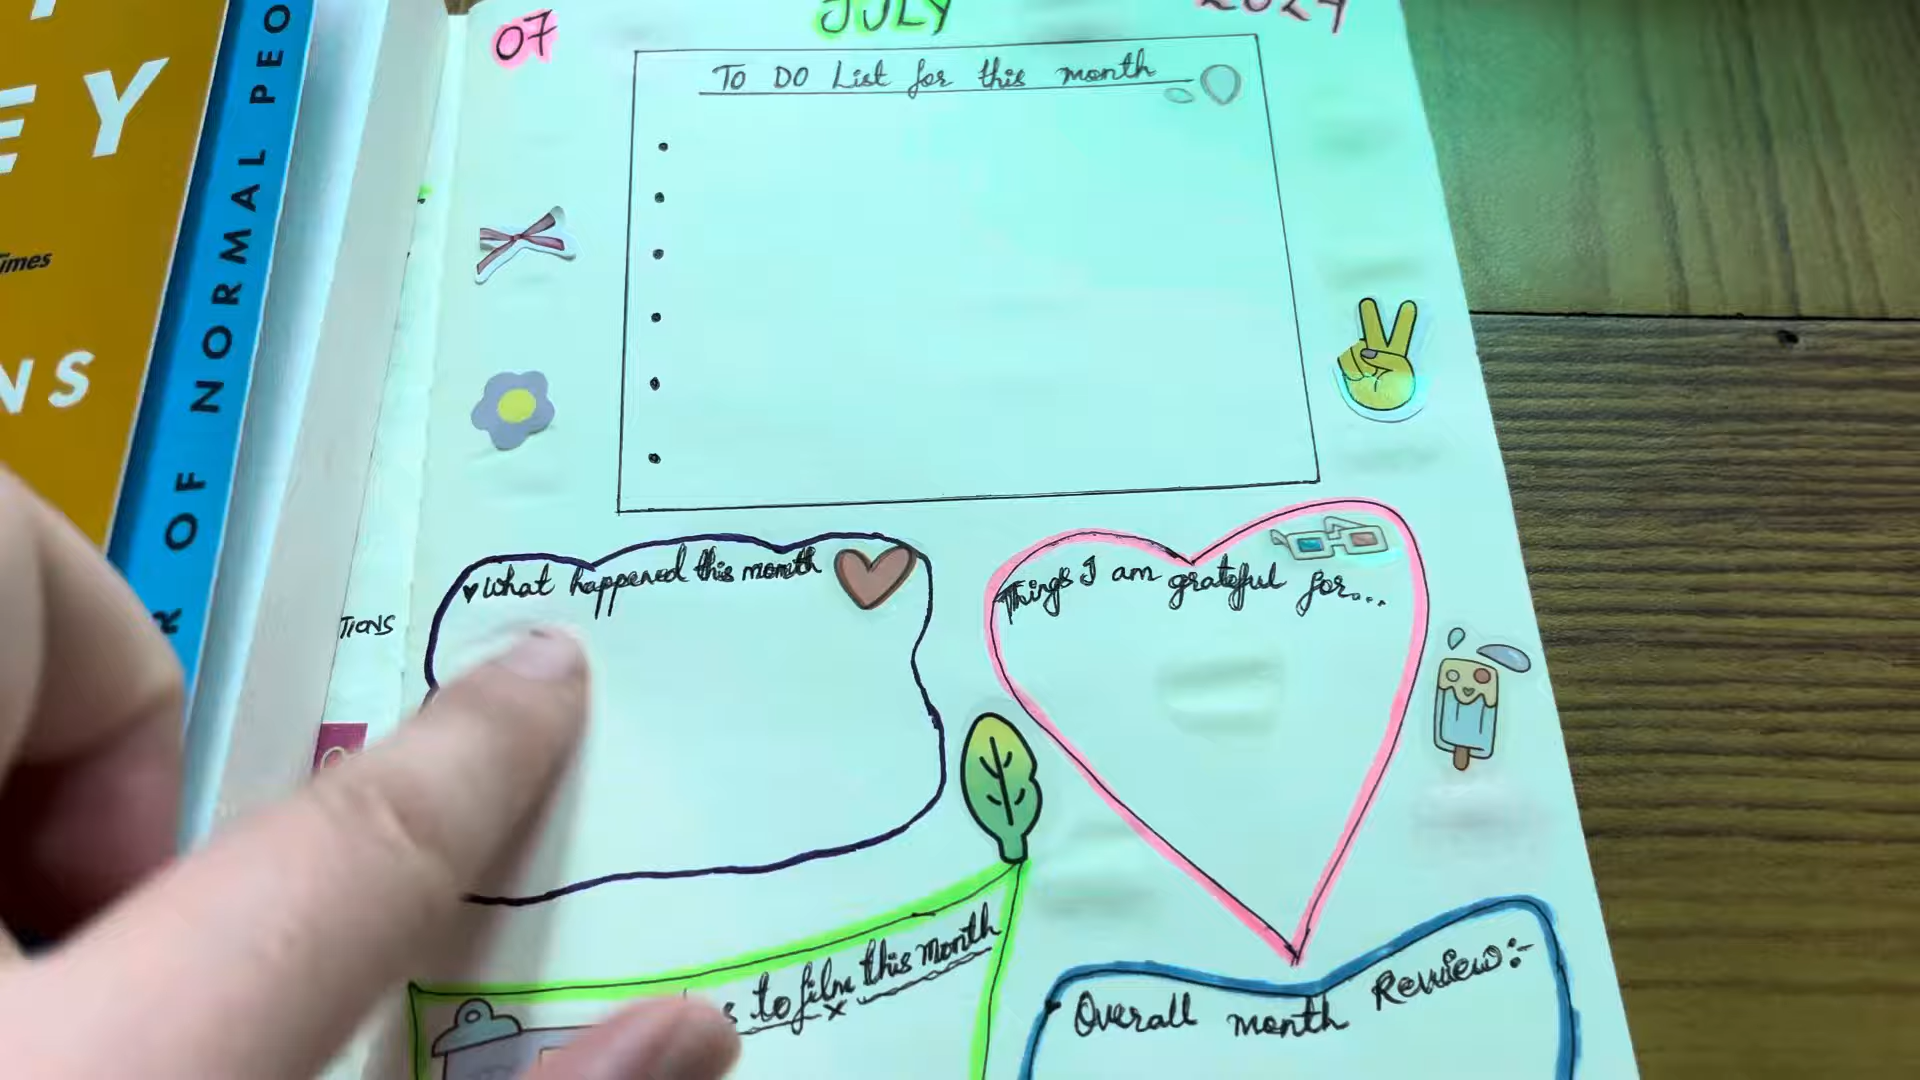 07
JULY
TO DO List for this month
♥ What happened this month
Things I am grateful for...
TIONS
to film this month
Overall month Review:-
EY
NS
Times
R OF NORMAL PEO